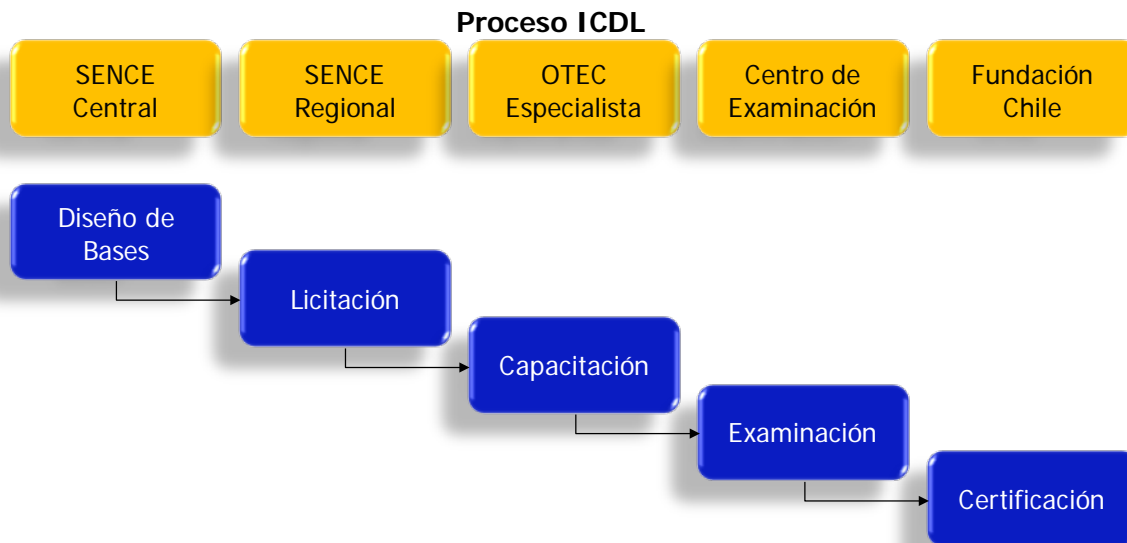 Proceso ICDL
SENCE
Central
SENCE
Regional
OTEC
Especialista
Centro de
Examinación
Fundación
Chile
Diseño de
Bases
Licitación
Capacitación
Examinación
Certificación